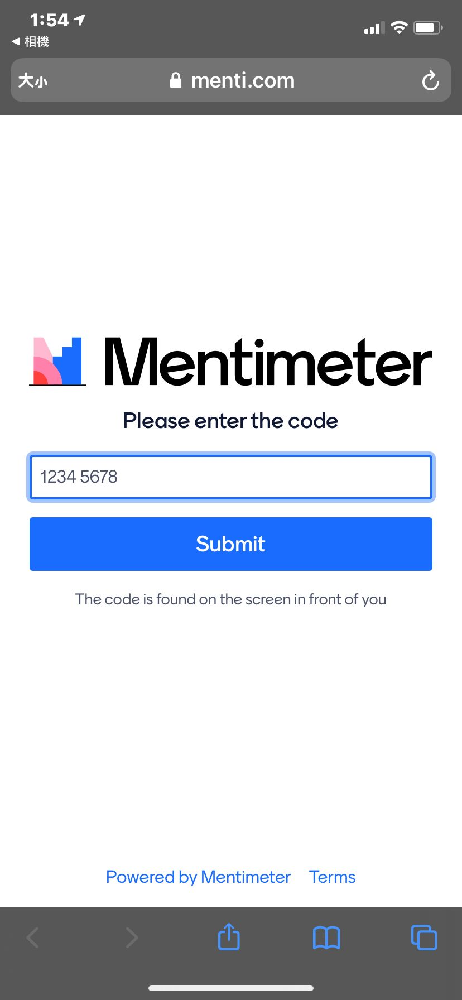 1:54
相機
大小 menti.com
Mentimeter
Please enter the code
1234 5678
Submit
The code is found on the screen in front of you
Powered by Mentimeter Terms